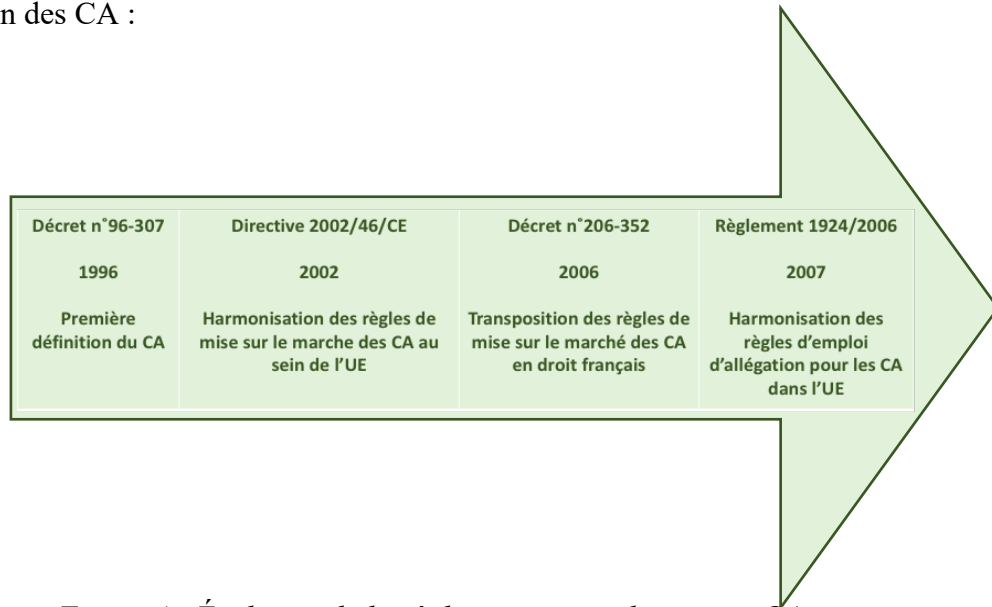 n des CA :
Décret n°96-307
1996
Première
définition du CA
Directive 2002/46/CE
2002
Harmonisation des règles de
mise sur le marche des CA au
sein de l'UE
Décret n°206-352
2006
Transposition des règles de
mise sur le marché des CA
en droit français
Règlement 1924/2006
2007
Harmonisation des
règles d'emploi
d'allégation pour les CA
dans l'UE